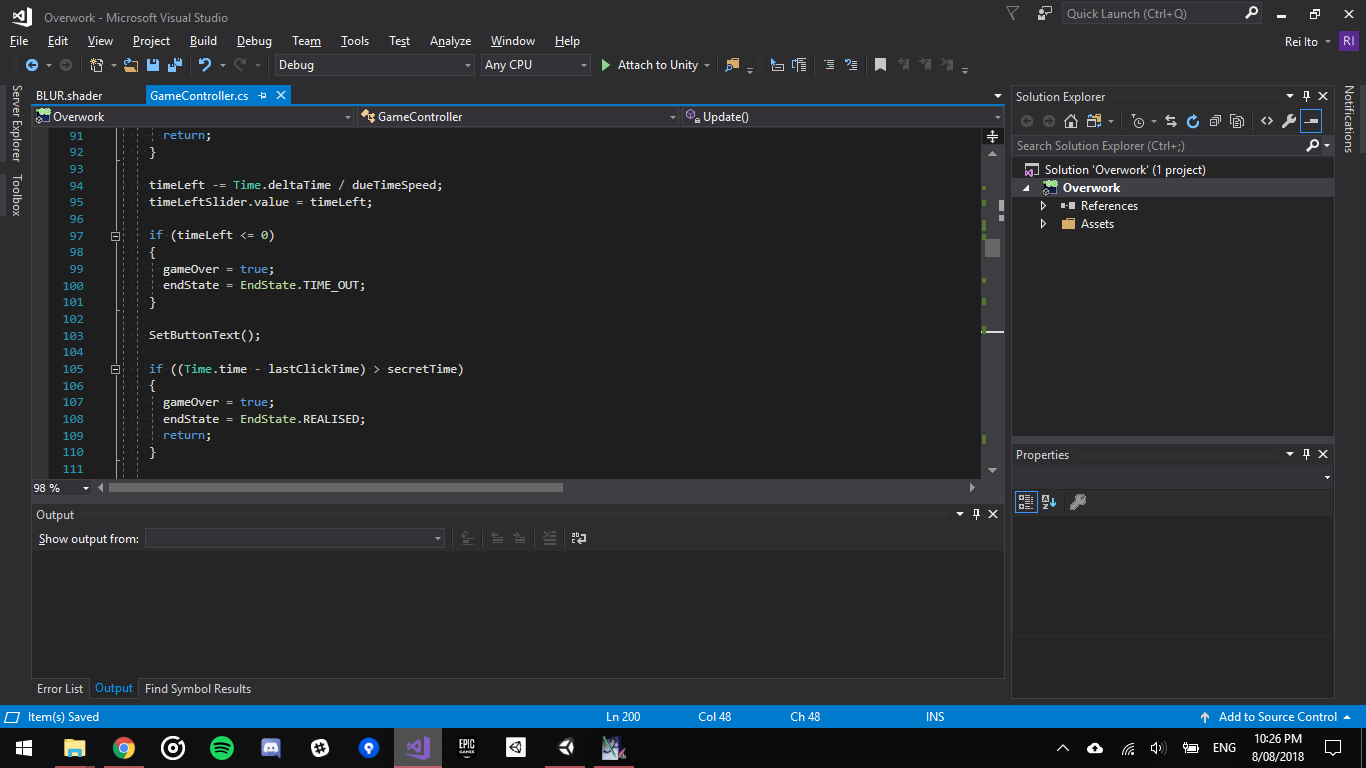 Overwork - Microsoft Visual Studio
Quick Launch (Ctrl+Q)
File Edit View Project Build Debug Team Tools Test Analyze Window Help
Rei Ito RI
Debug Any CPU Attach to Unity
Server Explorer
Toolbox
BLUR.shader GameController.cs
Overwork GameController Update()
91 return;
92 }
93
94 timeLeft -= Time.deltaTime / dueTimeSpeed;
95 timeLeftSlider.value = timeLeft;
96
97 if (timeLeft <= 0)
98 {
99 gameOver = true;
100 endState = EndState.TIME_OUT;
101 }
102
103 SetButtonText();
104
105 if ((Time.time - lastClickTime) > secretTime)
106 {
107 gameOver = true;
108 endState = EndState.REALISED;
109 return;
110 }
111
98 %
Output
Show output from:
Error List Output Find Symbol Results
Solution Explorer
Search Solution Explorer (Ctrl+;)
Solution 'Overwork' (1 project)
Overwork
References
Assets
Properties
Notifications
Item(s) Saved Ln 200 Col 48 Ch 48 INS Add to Source Control
EPIC
GAMES
ENG
10:26 PM
8/08/2018